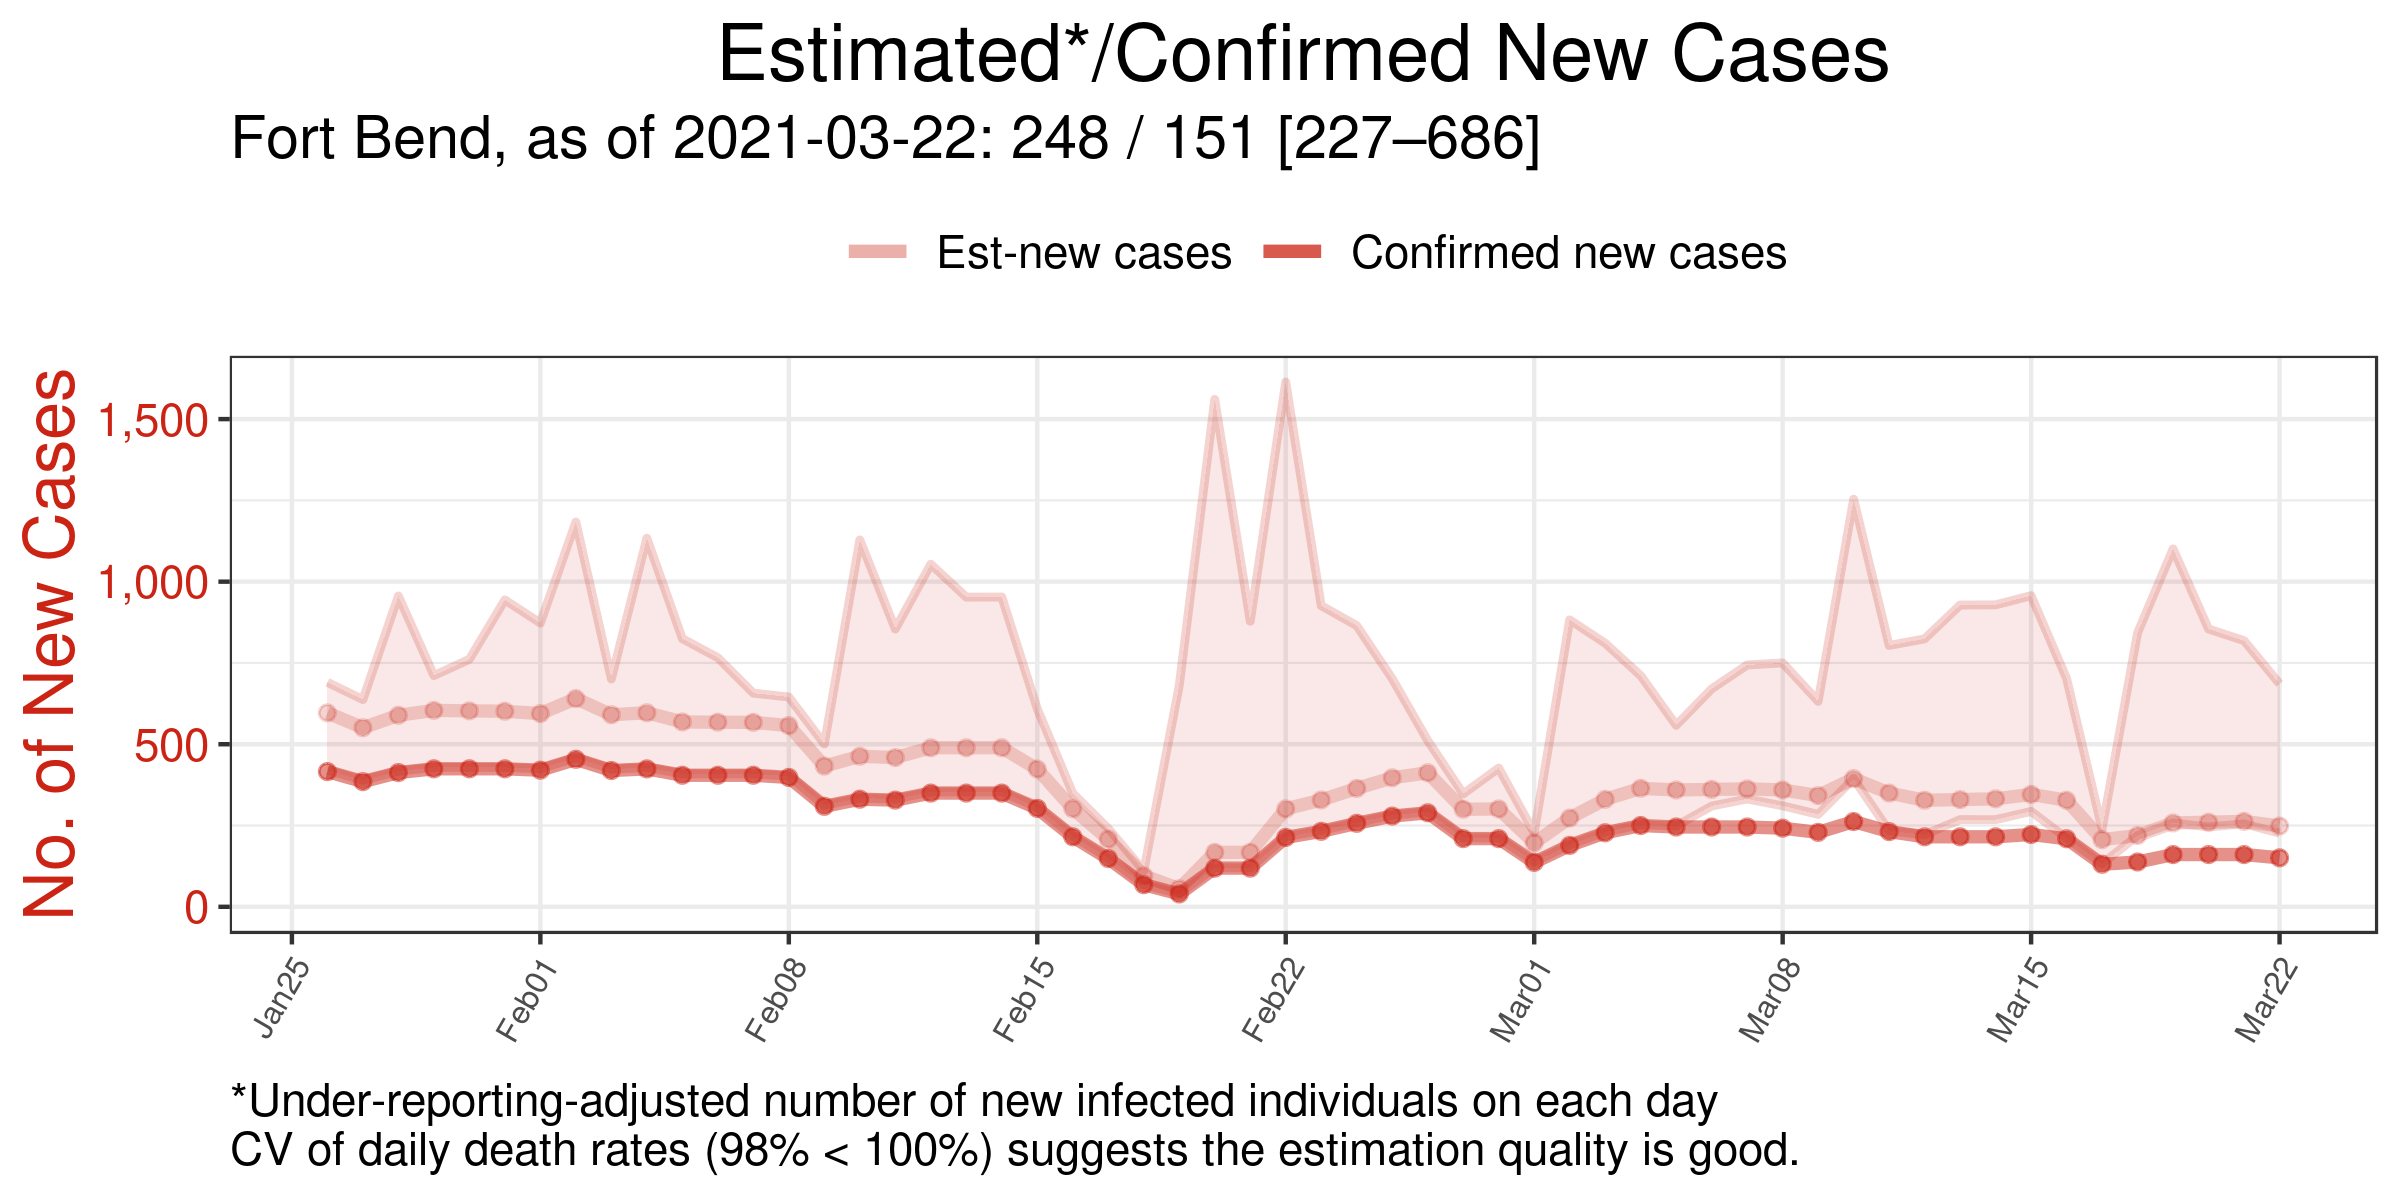 Estimated*/Confirmed New Cases
Fort Bend, as of 2021-03-22: 248 / 151 [227–686]
Est-new cases Confirmed new cases
No. of New Cases
1,500
1,000
500
0
Jan25 Feb01 Feb08 Feb15 Feb22 Mar01 Mar08 Mar15 Mar22
*Under-reporting-adjusted number of new infected individuals on each day
CV of daily death rates (98% < 100%) suggests the estimation quality is good.